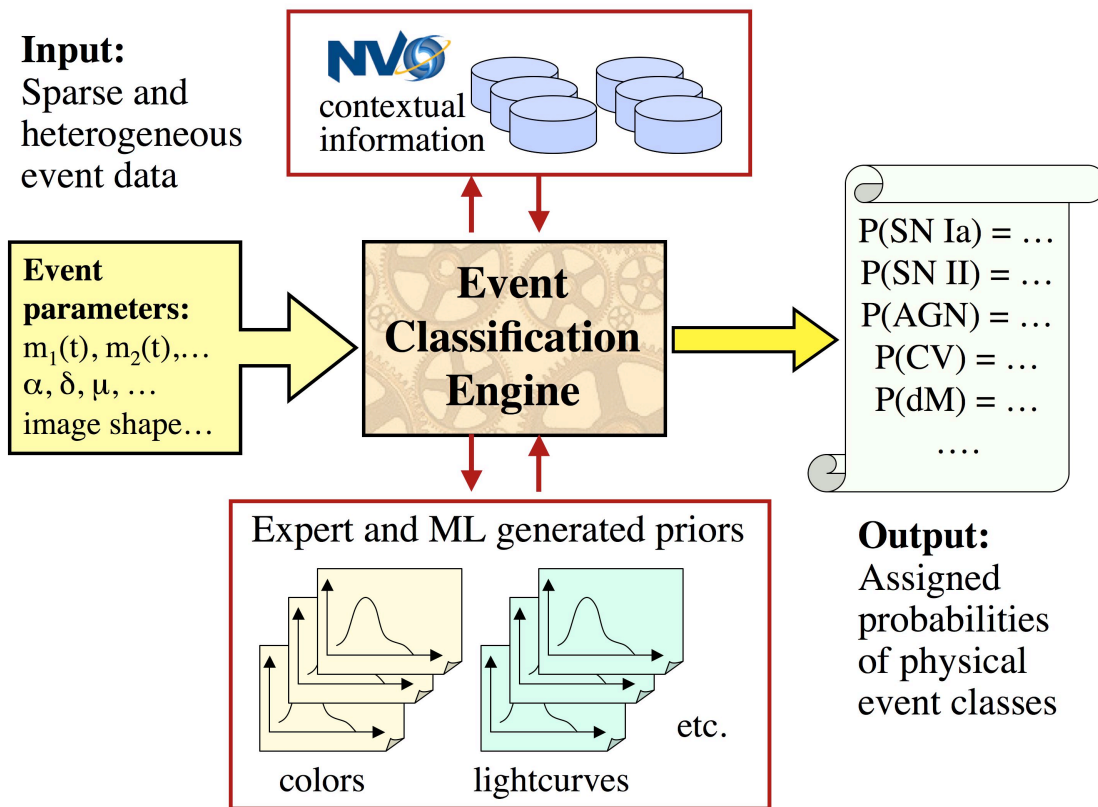 Input:
Sparse and
heterogeneous
event data
NVO
contextual
information
Event
parameters:
m₁(t), m₂(t),…
α, δ, μ, …
image shape…
Event
Classification
Engine
P(SN Ia) = …
P(SN II) = …
P(AGN) = …
P(CV) = …
P(dM) = …
….
Expert and ML generated priors
colors
lightcurves
etc.
Output:
Assigned
probabilities
of physical
event classes